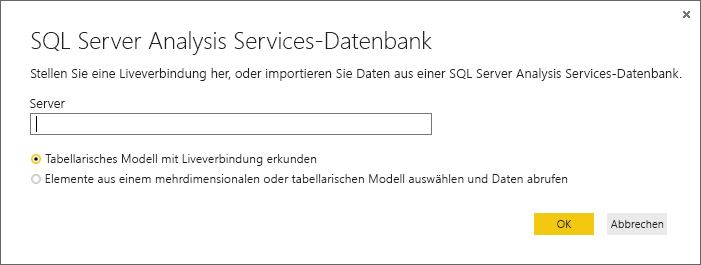 SQL Server Analysis Services-Datenbank
Stellen Sie eine Liveverbindung her, oder importieren Sie Daten aus einer SQL Server Analysis Services-Datenbank.
Server
Tabellarisches Modell mit Liveverbindung erkunden
Elemente aus einem mehrdimensionalen oder tabellarischen Modell auswählen und Daten abrufen
OK
Abbrechen